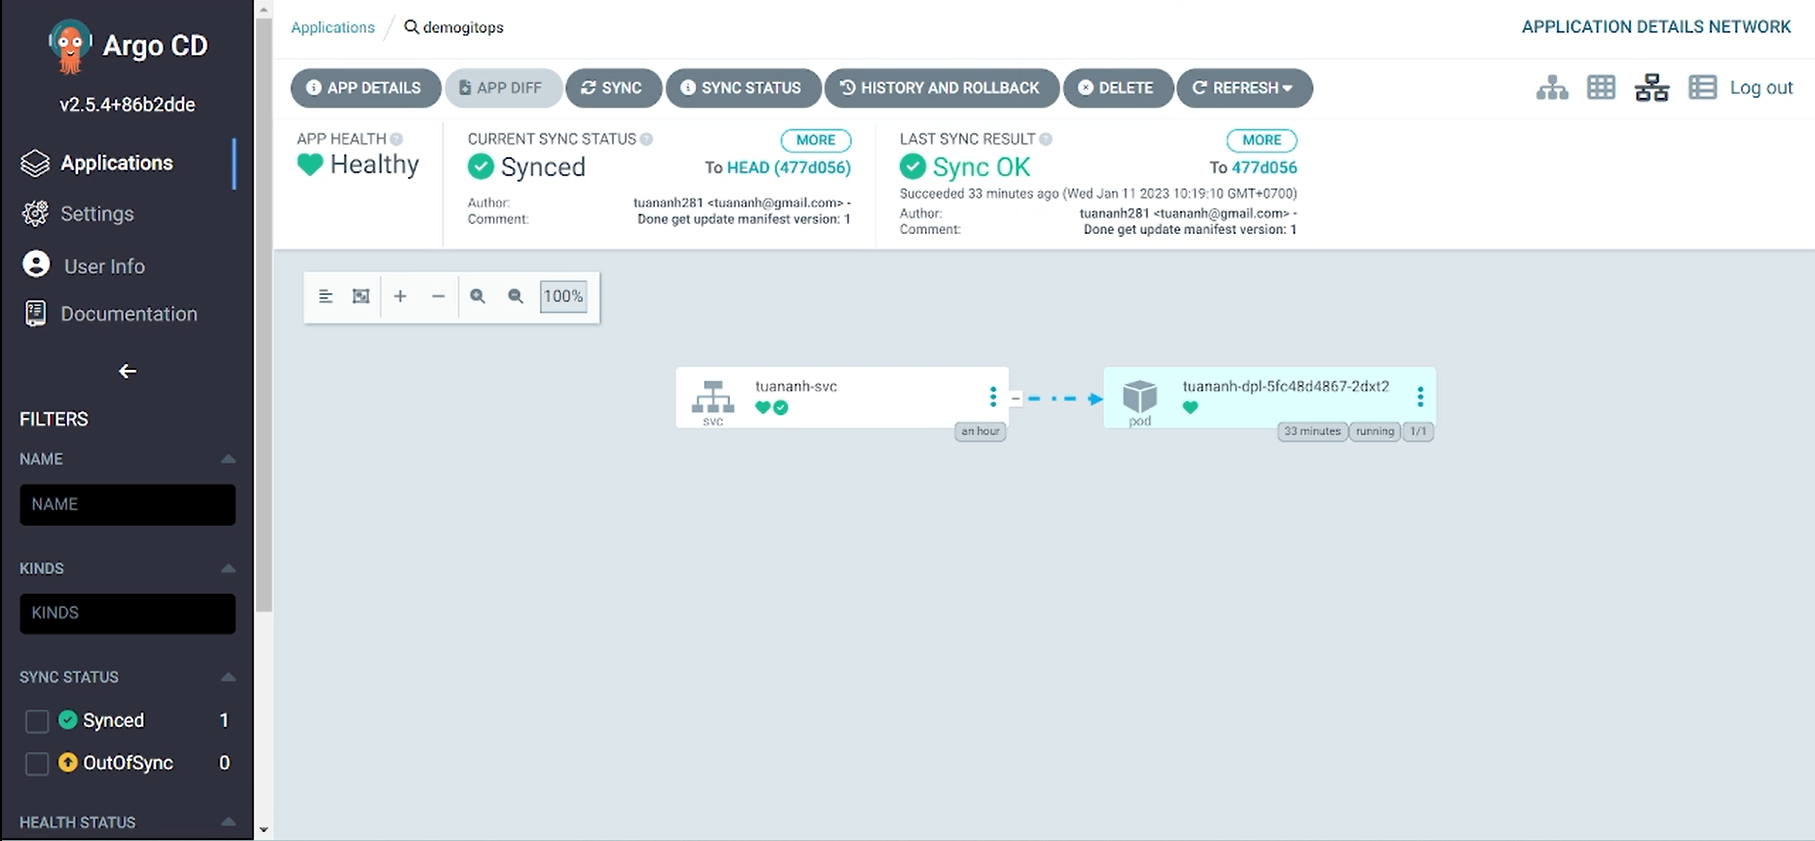 Argo CD
v2.5.4+86b2dde
Applications
Settings
User Info
Documentation
FILTERS
NAME
NAME
KINDS
KINDS
SYNC STATUS
Synced 1
OutOfSync 0
HEALTH STATUS
Applications / demogitops
APPLICATION DETAILS NETWORK
APP DETAILS APP DIFF SYNC SYNC STATUS HISTORY AND ROLLBACK DELETE REFRESH
Log out
APP HEALTH
Healthy
CURRENT SYNC STATUS MORE
Synced To HEAD (477d056)
Author: tuananh281 <tuananh@gmail.com> -
Comment: Done get update manifest version: 1
LAST SYNC RESULT MORE
Sync OK To 477d056
Succeeded 33 minutes ago (Wed Jan 11 2023 10:19:10 GMT+0700)
Author: tuananh281 <tuananh@gmail.com> -
Comment: Done get update manifest version: 1
100%
tuananh-svc
svc
an hour
tuananh-dpl-5fc48d4867-2dxt2
pod
33 minutes running 1/1